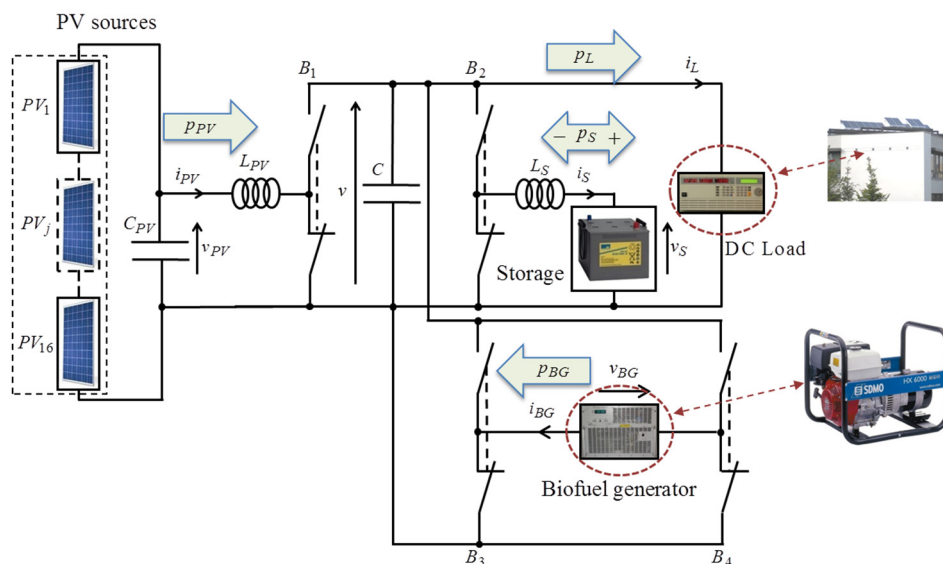 PV sources
PV1
PVj
PV16
pPV
iPV
LPV
CPV
vPV
B1
v
C
B2
pL
iL
− pS +
LS
iS
vS
Storage
DC Load
pBG
vBG
iBG
Biofuel generator
B3
B4
HX 6000
SDMO